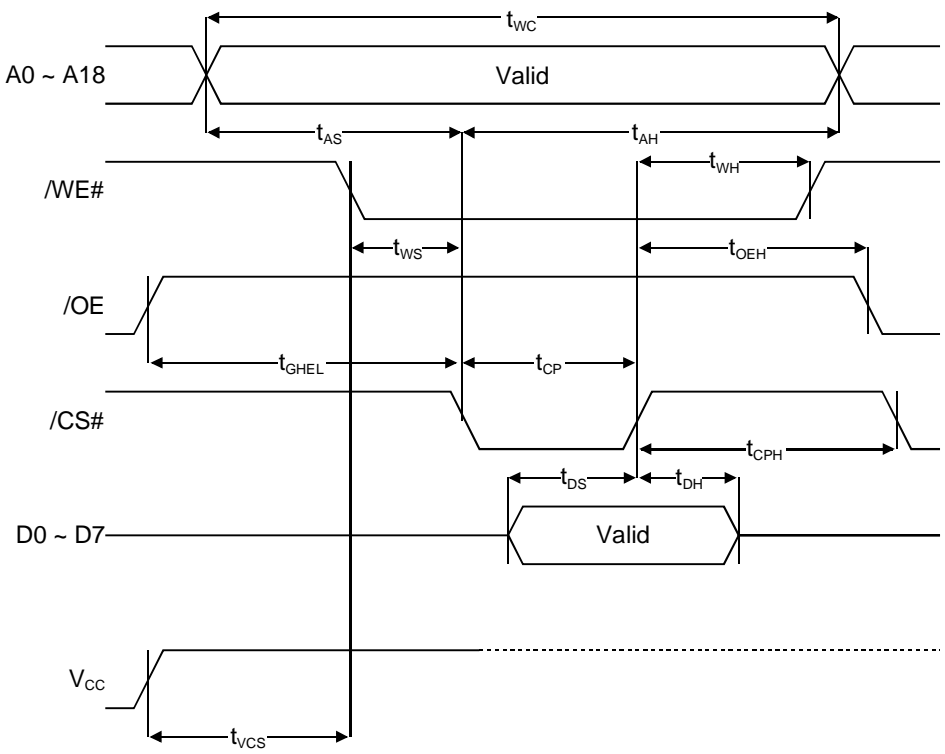 tWC
A0 ~ A18
Valid
tAS
tAH
tWH
/WE#
tWS
tOEH
/OE
tGHEL
tCP
/CS#
tCPH
tDS
tDH
D0 ~ D7
Valid
VCC
tVCS